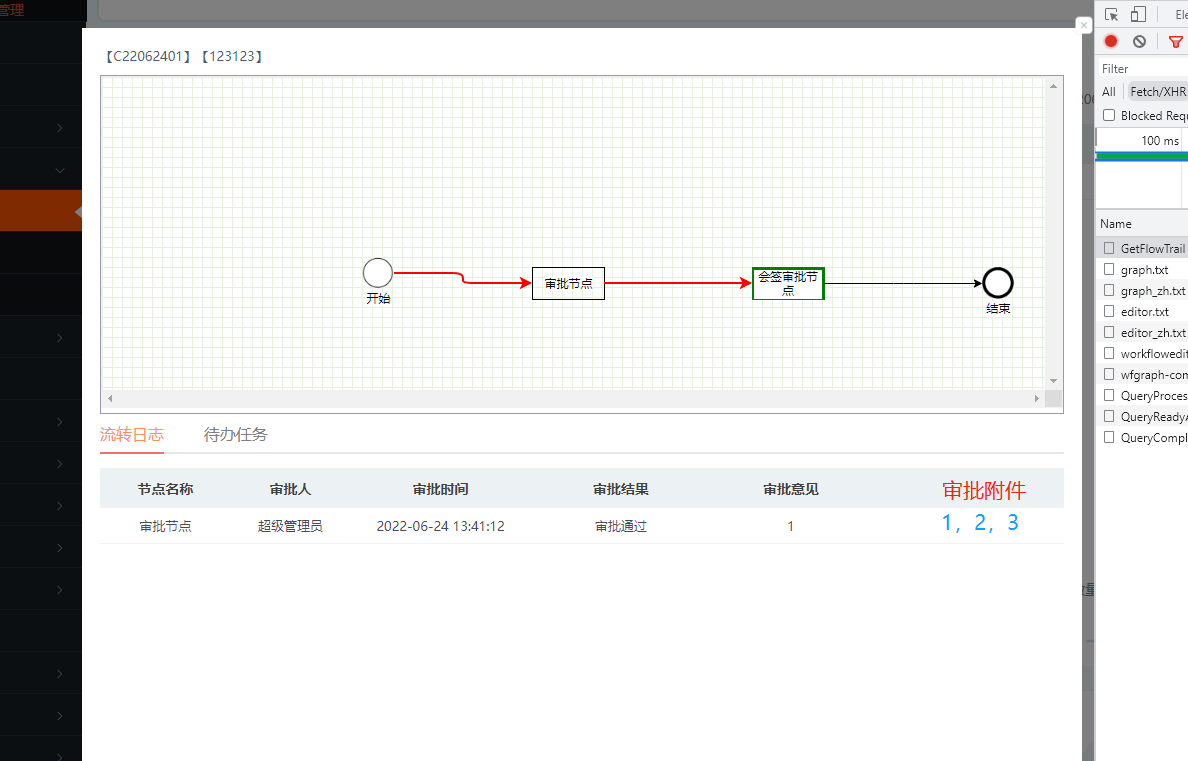 管理
【C22062401】【123123】
开始
审批节点
会签审批节
点
结束
流转日志
待办任务
节点名称 审批人 审批时间 审批结果 审批意见 审批附件
审批节点 超级管理员 2022-06-24 13:41:12 审批通过 1 1，2，3
Filter
All Fetch/XHR
Blocked Requ
100 ms
Name
GetFlowTrail
graph.txt
graph_zh.txt
editor.txt
editor_zh.txt
workflowedit
wfgraph-com
QueryProces
QueryReadyA
QueryCompl